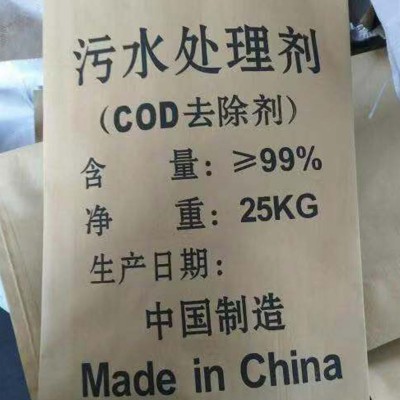 污水处理剂
(COD去除剂)
含 量：≥99%
净 重：25KG
生产日期：
中国制造
Made in China